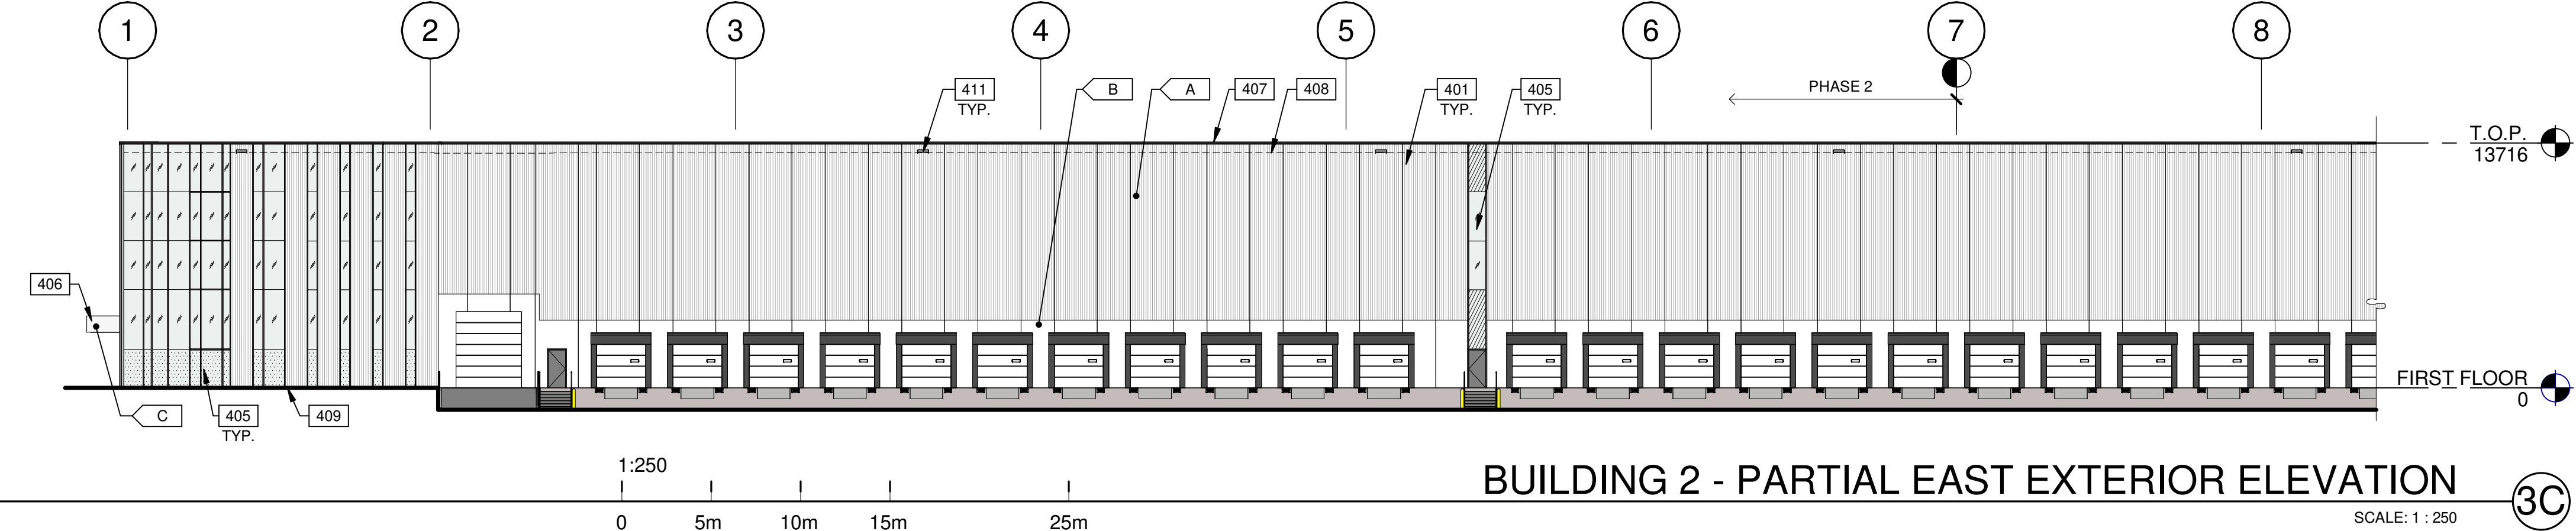 1 2 3 4 5 6 7 8
PHASE 2
411 B A 407 408 401 405
TYP. TYP. TYP.
T.O.P.
13716
406
FIRST FLOOR
0
C 405 409
TYP.
1:250
0 5m 10m 15m 25m
BUILDING 2 - PARTIAL EAST EXTERIOR ELEVATION
3C
SCALE: 1 : 250